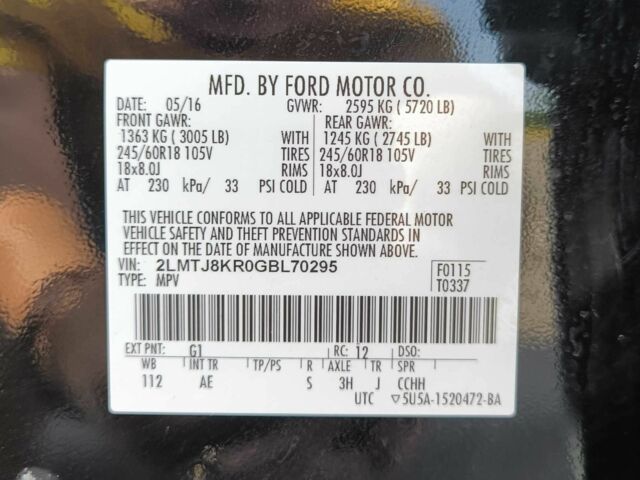 MFD. BY FORD MOTOR CO.
DATE: 05/16 GVWR: 2595 KG ( 5720 LB)
FRONT GAWR: REAR GAWR:
1363 KG ( 3005 LB) WITH 1245 KG ( 2745 LB) WITH
245/60R18 105V TIRES 245/60R18 105V TIRES
18x8.0J RIMS 18x8.0J RIMS
AT 230 kPa/ 33 PSI COLD AT 230 kPa/ 33 PSI COLD
THIS VEHICLE CONFORMS TO ALL APPLICABLE FEDERAL MOTOR
VEHICLE SAFETY AND THEFT PREVENTION STANDARDS IN
EFFECT ON THE DATE OF MANUFACTURE SHOWN ABOVE.
VIN: 2LMTJ8KR0GBL70295 F0115
TYPE: MPV T0337
EXT PNT: G1 RC: 12 DSO:
WB INT TR TP/PS R AXLE TR SPR
112 AE S 3H J CCHH
UTC ▽5U5A-1520472-BA